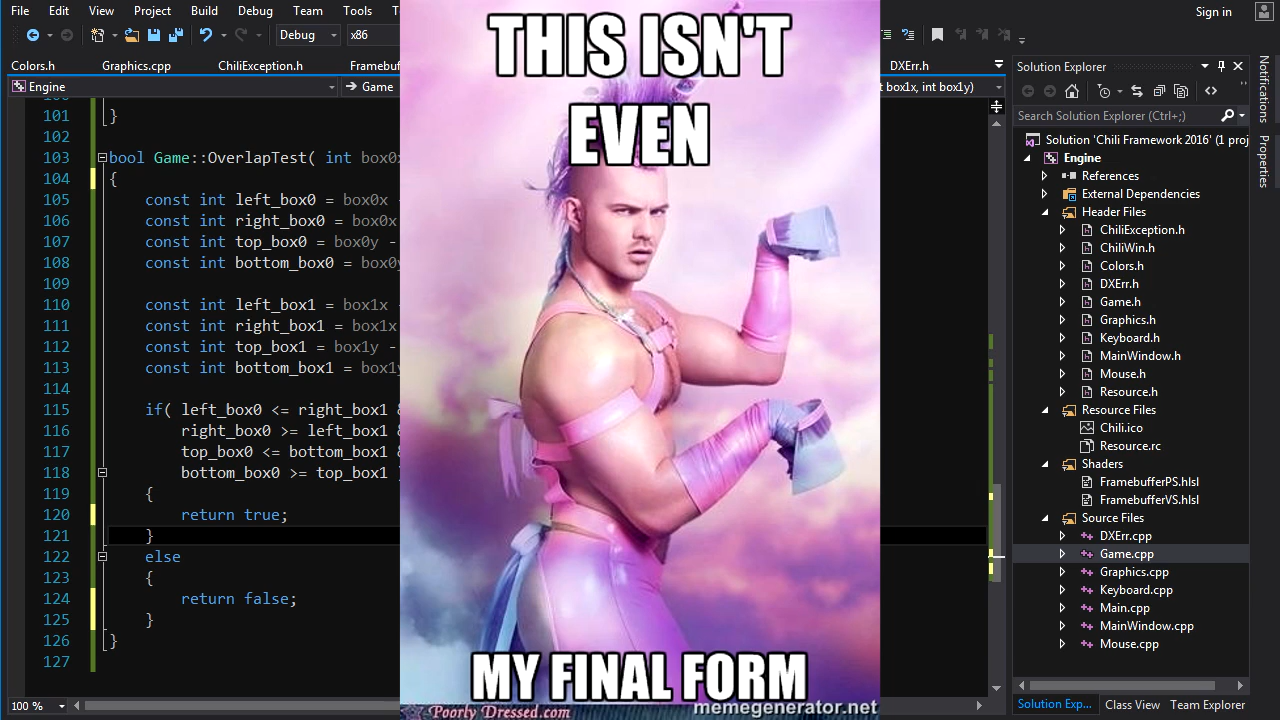 File Edit View Project Build Debug Team Tools Sign in
Debug x86
Colors.h Graphics.cpp ChiliException.h DXErr.h
Engine Game int box1x, int box1y)
101 }
102
103 bool Game::OverlapTest( int
104 {
105 const int left_box0 = box0x -
106 const int right_box0 = box0x
107 const int top_box0 = box0y -
108 const int bottom_box0 =
109
110 const int left_box1 = box1x -
111 const int right_box1 = box1x
112 const int top_box1 = box1y -
113 const int bottom_box1 =
114
115 if( left_box0 <= right_box1
116 right_box0 >= left_box1
117 top_box0 <= bottom_box1
118 bottom_box0 >= top_box1
119 {
120 return true;
121 }
122 else
123 {
124 return false;
125 }
126 }
127
100 %
THIS ISN'T
EVEN
MY FINAL FORM
Poorly Dressed.com
memegenerator.net
Solution Explorer
Search Solution Explorer (Ctrl+;)
Solution 'Chili Framework 2016' (1
Engine
References
External Dependencies
Header Files
ChiliException.h
ChiliWin.h
Colors.h
DXErr.h
Game.h
Graphics.h
Keyboard.h
MainWindow.h
Mouse.h
Resource.h
Resource Files
Chili.ico
Resource.rc
Shaders
FramebufferPS.hlsl
FramebufferVS.hlsl
Source Files
DXErr.cpp
Game.cpp
Graphics.cpp
Keyboard.cpp
Main.cpp
MainWindow.cpp
Mouse.cpp
Solution Exp... Class View Team Explorer
Notifications
Properties